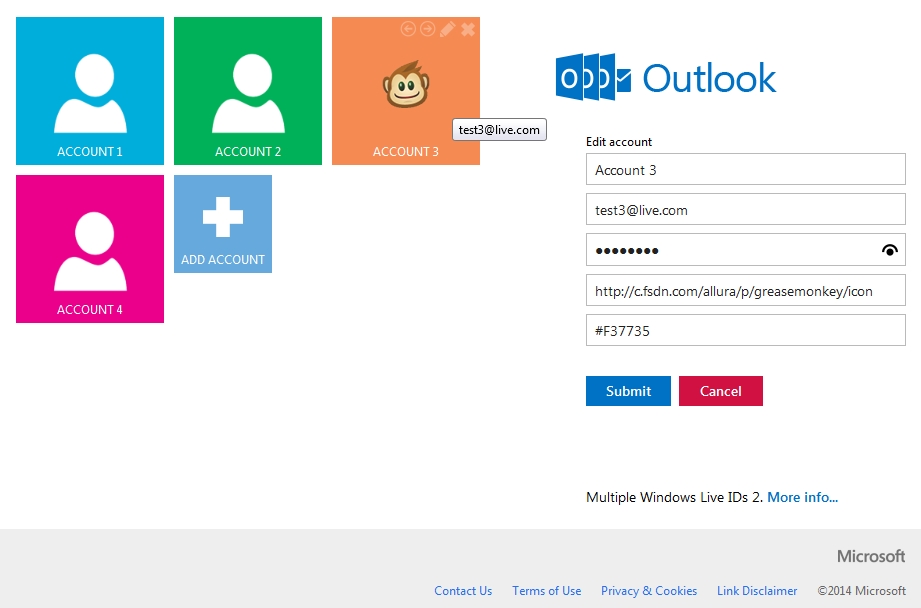 ACCOUNT 1
ACCOUNT 2
ACCOUNT 3
test3@live.com
ACCOUNT 4
ADD ACCOUNT
Outlook
Edit account
Account 3
test3@live.com
●●●●●●●●
http://c.fsdn.com/allura/p/greasemonkey/icon
#F37735
Submit Cancel
Multiple Windows Live IDs 2. More info...
Microsoft
Contact Us Terms of Use Privacy & Cookies Link Disclaimer ©2014 Microsoft